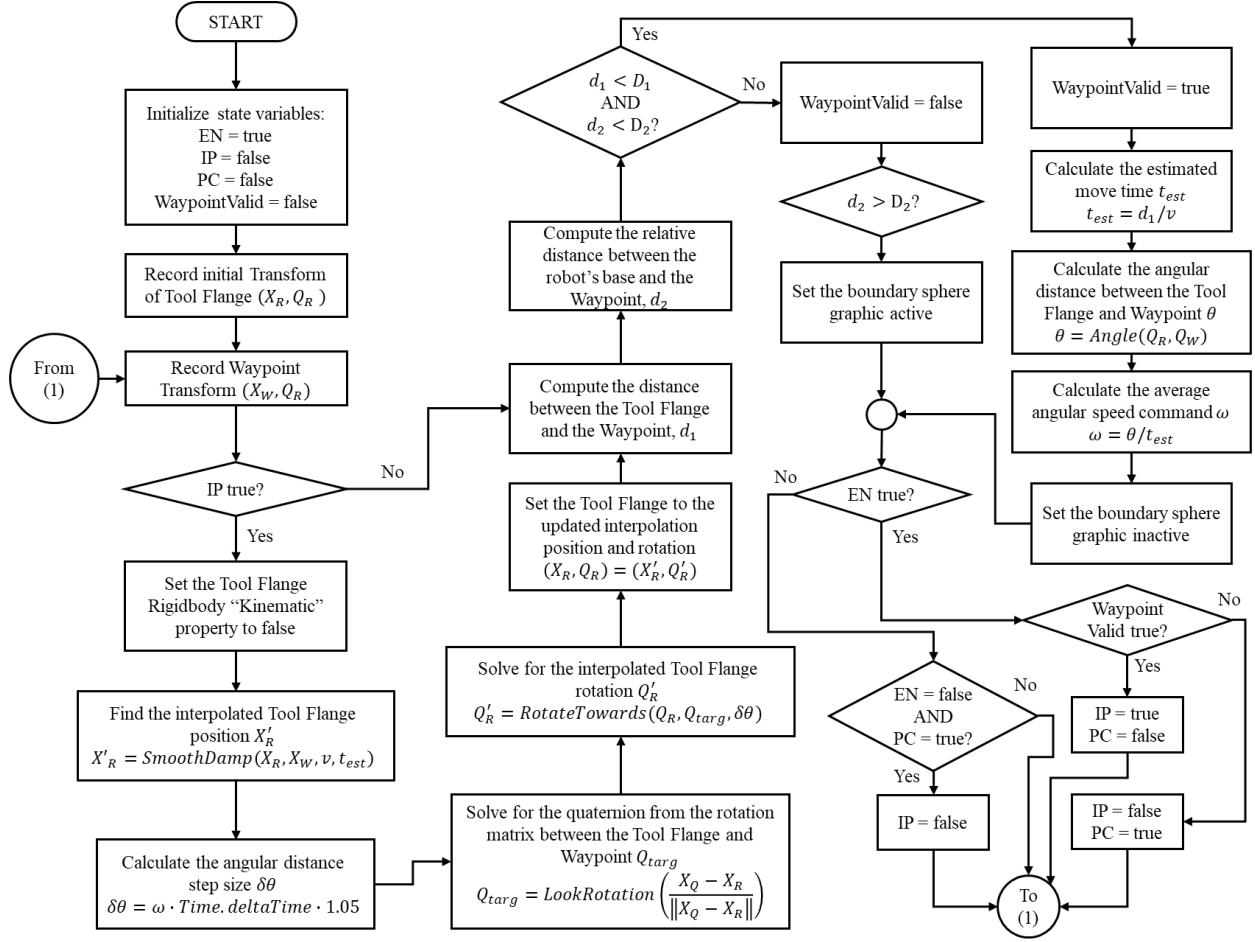 START
Initialize state variables:
EN = true
IP = false
PC = false
WaypointValid = false
Record initial Transform
of Tool Flange (X_R, Q_R )
From
(1)
Record Waypoint
Transform (X_W, Q_R)
IP true?
No
Yes
Set the Tool Flange
Rigidbody “Kinematic”
property to false
Find the interpolated Tool Flange
position X'_R
X'_R = SmoothDamp(X_R, X_W, v, t_est)
Calculate the angular distance
step size δθ
δθ = ω · Time. deltaTime · 1.05
Solve for the quaternion from the rotation
matrix between the Tool Flange and
Waypoint Q_targ
Q_targ = LookRotation ( (X_Q − X_R) / ‖X_Q − X_R‖ )
Solve for the interpolated Tool Flange
rotation Q'_R
Q'_R = RotateTowards(Q_R, Q_targ, δθ)
Set the Tool Flange to the
updated interpolation
position and rotation
(X_R, Q_R) = (X'_R, Q'_R)
Compute the distance
between the Tool Flange
and the Waypoint, d_1
Compute the relative
distance between the
robot’s base and the
Waypoint, d_2
d_1 < D_1
AND
d_2 < D_2?
Yes
No
WaypointValid = false
d_2 > D_2?
Set the boundary sphere
graphic active
WaypointValid = true
Calculate the estimated
move time t_est
t_est = d_1/v
Calculate the angular
distance between the Tool
Flange and Waypoint θ
θ = Angle(Q_R, Q_W)
Calculate the average
angular speed command ω
ω = θ/t_est
Set the boundary sphere
graphic inactive
EN true?
No
Yes
Waypoint
Valid true?
No
Yes
IP = true
PC = false
IP = false
PC = true
EN = false
AND
PC = true?
No
Yes
IP = false
To
(1)